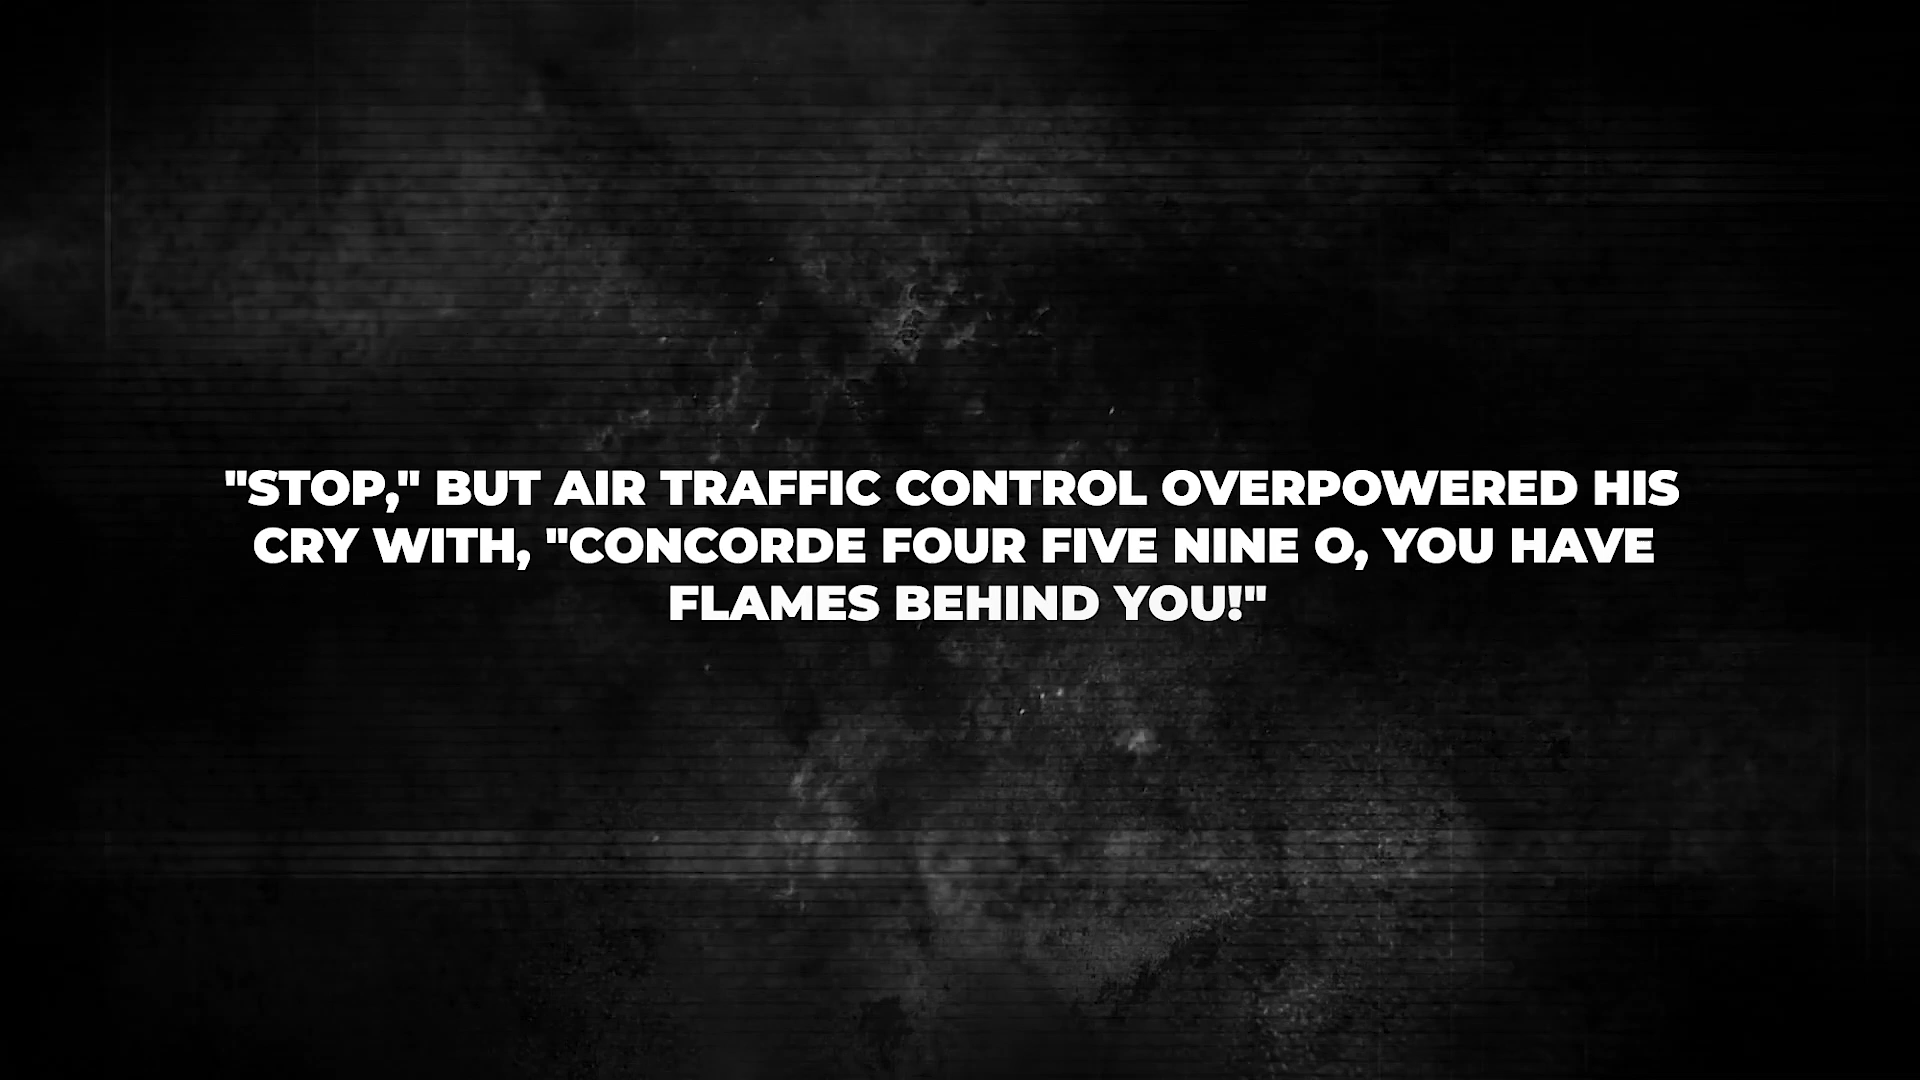 "STOP," BUT AIR TRAFFIC CONTROL OVERPOWERED HIS
CRY WITH, "CONCORDE FOUR FIVE NINE O, YOU HAVE
FLAMES BEHIND YOU!"